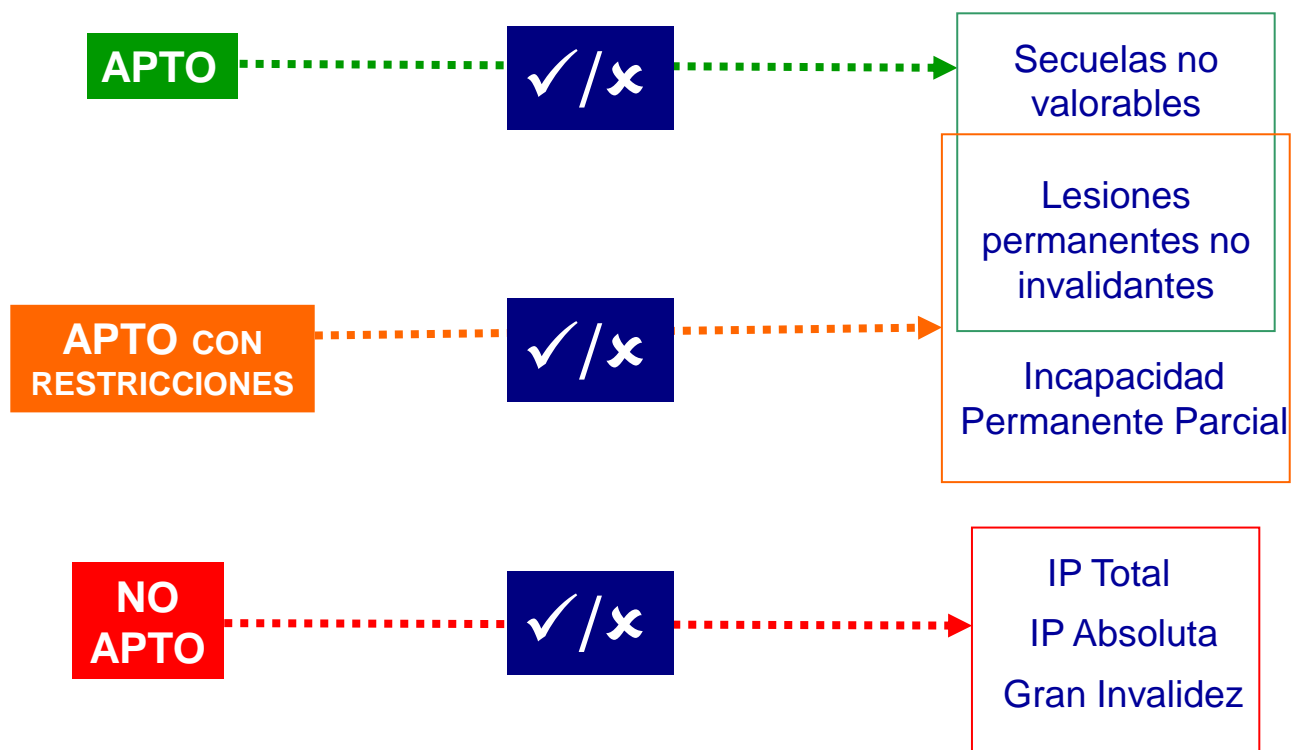 APTO
✓/✗
Secuelas no
valorables
Lesiones
permanentes no
invalidantes
APTO CON
RESTRICCIONES
✓/✗
Incapacidad
Permanente Parcial
NO
APTO
✓/✗
IP Total
IP Absoluta
Gran Invalidez